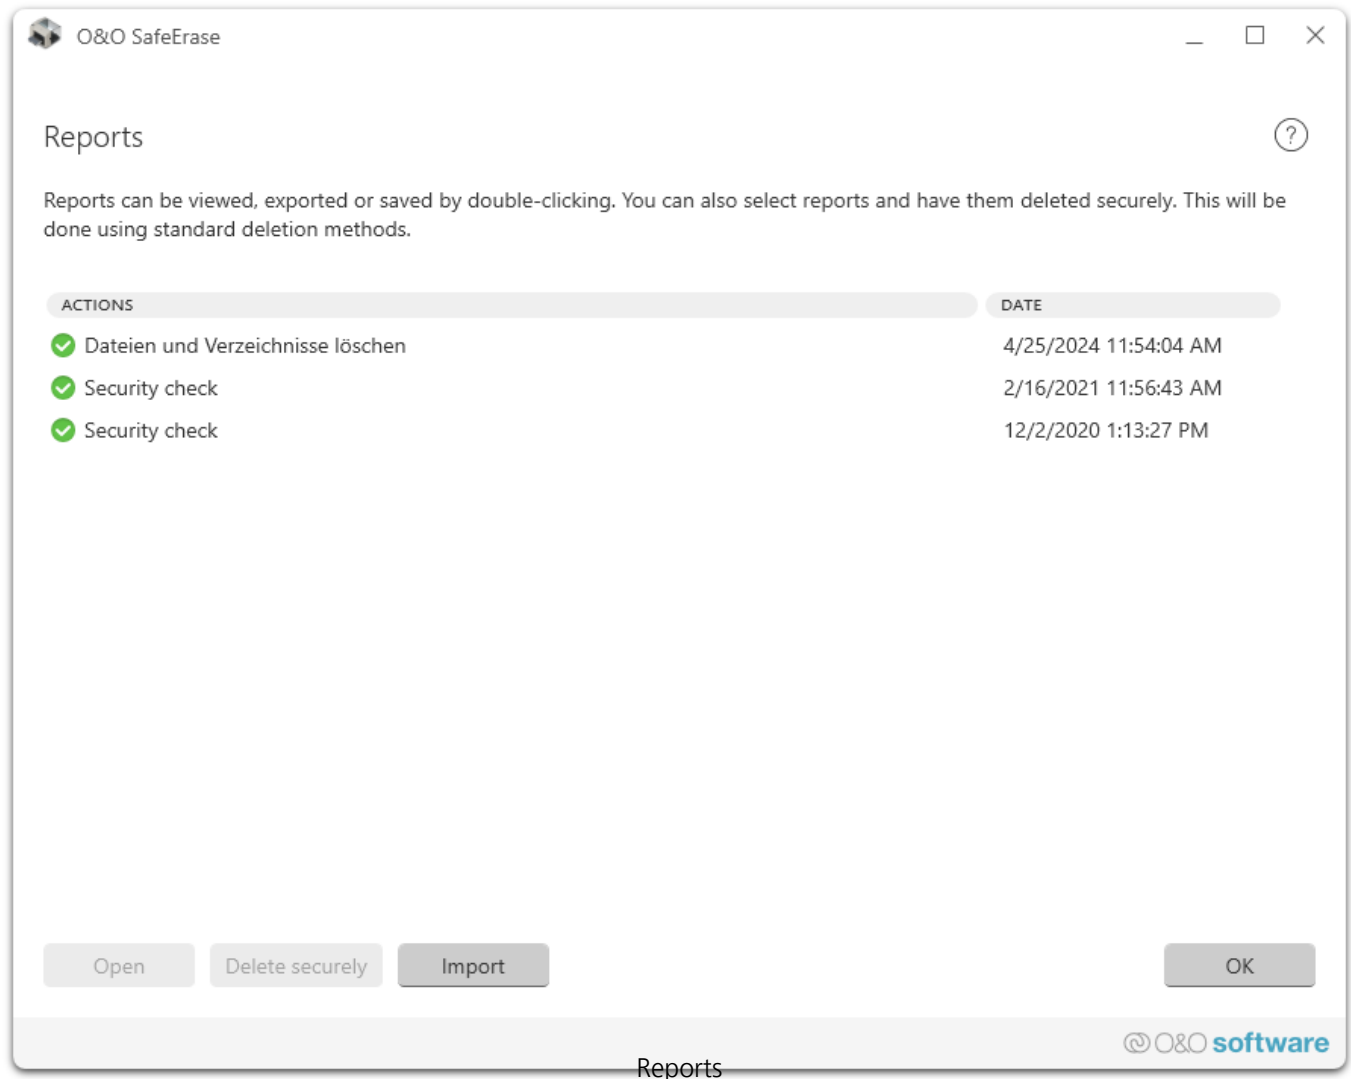 O&O SafeErase
Reports
?
Reports can be viewed, exported or saved by double-clicking. You can also select reports and have them deleted securely. This will be
done using standard deletion methods.
ACTIONS DATE
Dateien und Verzeichnisse löschen 4/25/2024 11:54:04 AM
Security check 2/16/2021 11:56:43 AM
Security check 12/2/2020 1:13:27 PM
Open Delete securely Import OK
O&O software
Reports